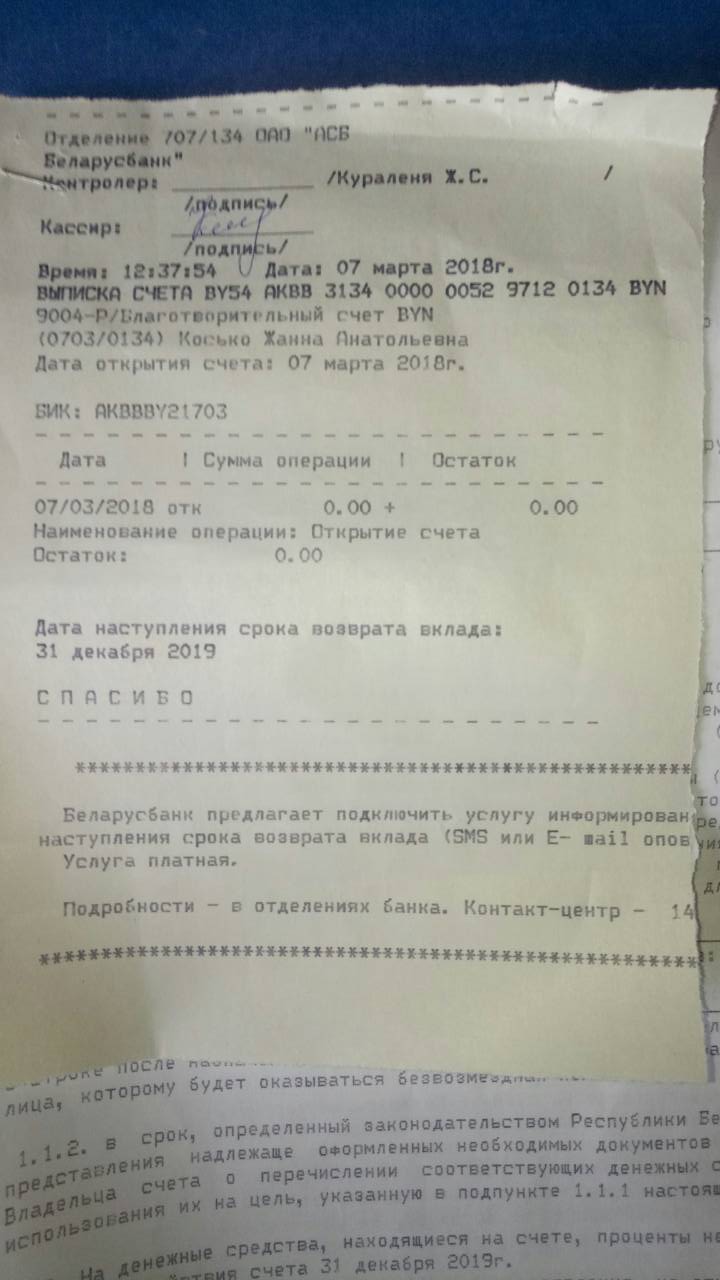 Отделение 707/134 ОАО "АСБ
Беларусбанк"
Контролер: ______________ /Кураленя Ж.С. /
/подпись/
Кассир: ______________
/подпись/
Время: 12:37:54 Дата: 07 марта 2018г.
ВЫПИСКА СЧЕТА BY54 AKBB 3134 0000 0052 9712 0134 BYN
9004-Р/Благотворительный счет BYN
(0703/0134) Косько Жанна Анатольевна
Дата открытия счета: 07 марта 2018г.
БИК: AKBBBY21703
Дата | Сумма операции | Остаток
07/03/2018 отк 0.00 + 0.00
Наименование операции: Открытие счета
Остаток: 0.00
Дата наступления срока возврата вклада:
31 декабря 2019
С П А С И Б О
*****************************************************
Беларусбанк предлагает подключить услугу информирован
наступления срока возврата вклада (SMS или E- mail опов
Услуга платная.
Подробности - в отделениях банка. Контакт-центр - 14
*****************************************************
строке после
лица, которому будет оказываться
1.1.2. в срок, определенный законодательством Республики Бе
представления надлежаще оформленных необходимых документов
Владельца счета о перечислении соответствующих денежных с
использования их на цель, указанную в подпункте 1.1.1 настоящ
На денежные средства, находящиеся на счете, проценты не
счета 31 декабря 2019г.